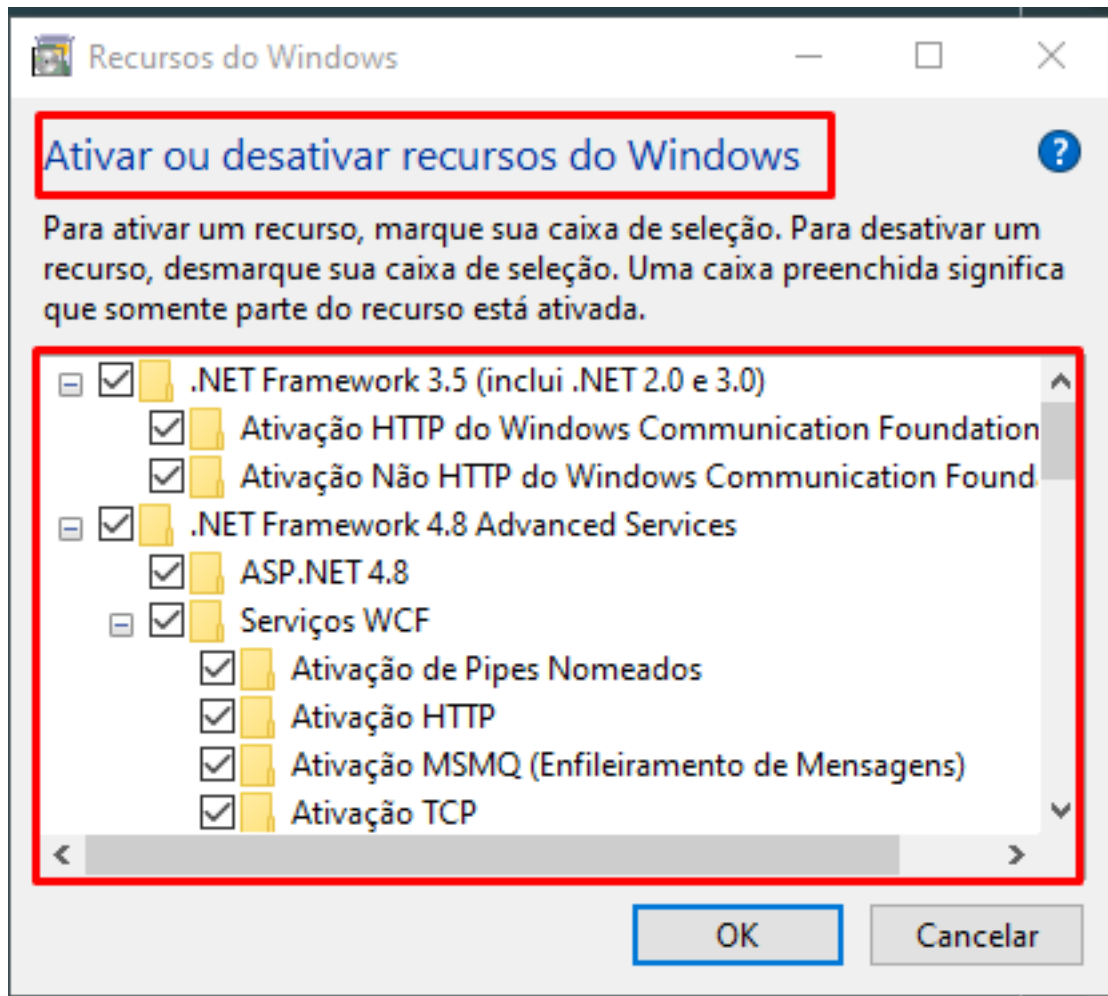 Recursos do Windows
Ativar ou desativar recursos do Windows
?
Para ativar um recurso, marque sua caixa de seleção. Para desativar um
recurso, desmarque sua caixa de seleção. Uma caixa preenchida significa
que somente parte do recurso está ativada.
.NET Framework 3.5 (inclui .NET 2.0 e 3.0)
Ativação HTTP do Windows Communication Foundation
Ativação Não HTTP do Windows Communication Found
.NET Framework 4.8 Advanced Services
ASP.NET 4.8
Serviços WCF
Ativação de Pipes Nomeados
Ativação HTTP
Ativação MSMQ (Enfileiramento de Mensagens)
Ativação TCP
OK
Cancelar